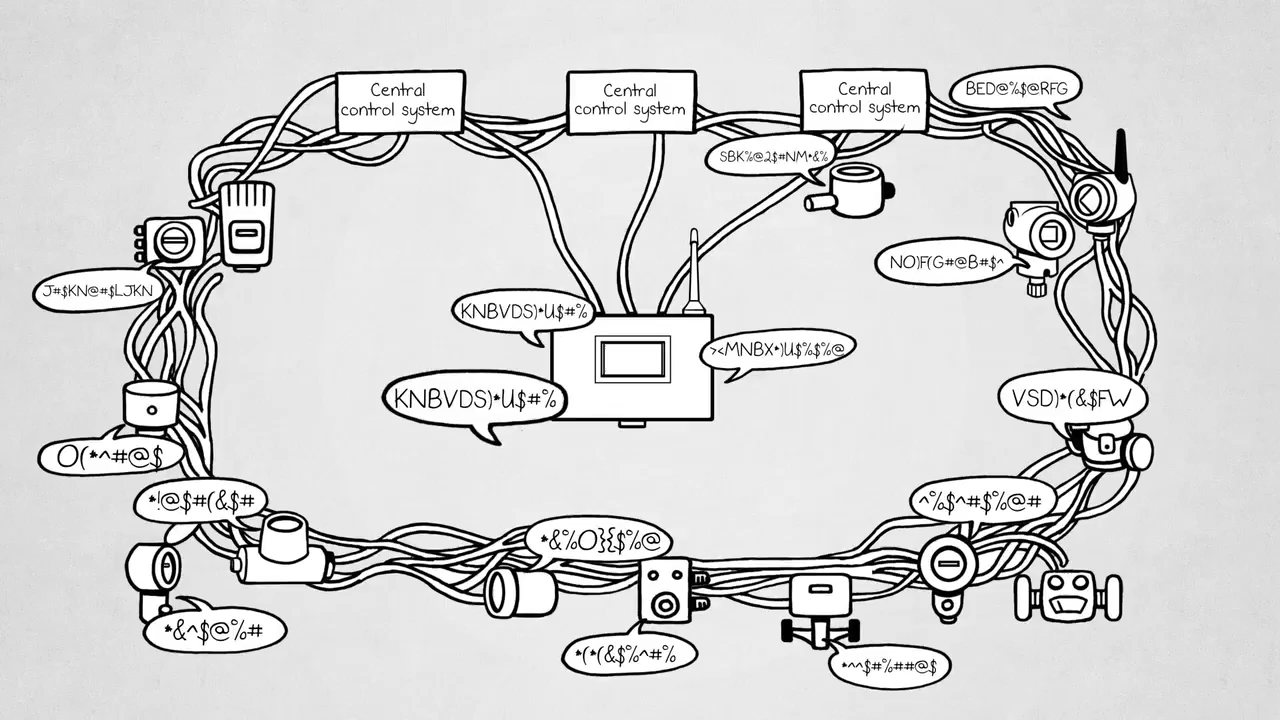 Central
control system
Central
control system
Central
control system
BED@%$@RFG
SBK%@2$#NM*&%
NO)F(G#@B#$^
J#$KN@#$LJKN
KNBVDS)*U$#%
><MNBX*)U$%$%@
KNBVDS)*U$#%
VSD)*(&$FW
O(*^#@$
*!@$#(&$#
^%$^#$%@#
*&%O}{$%@
*&^$@%#
*(*(&$%^#%
*^^$#%##@$